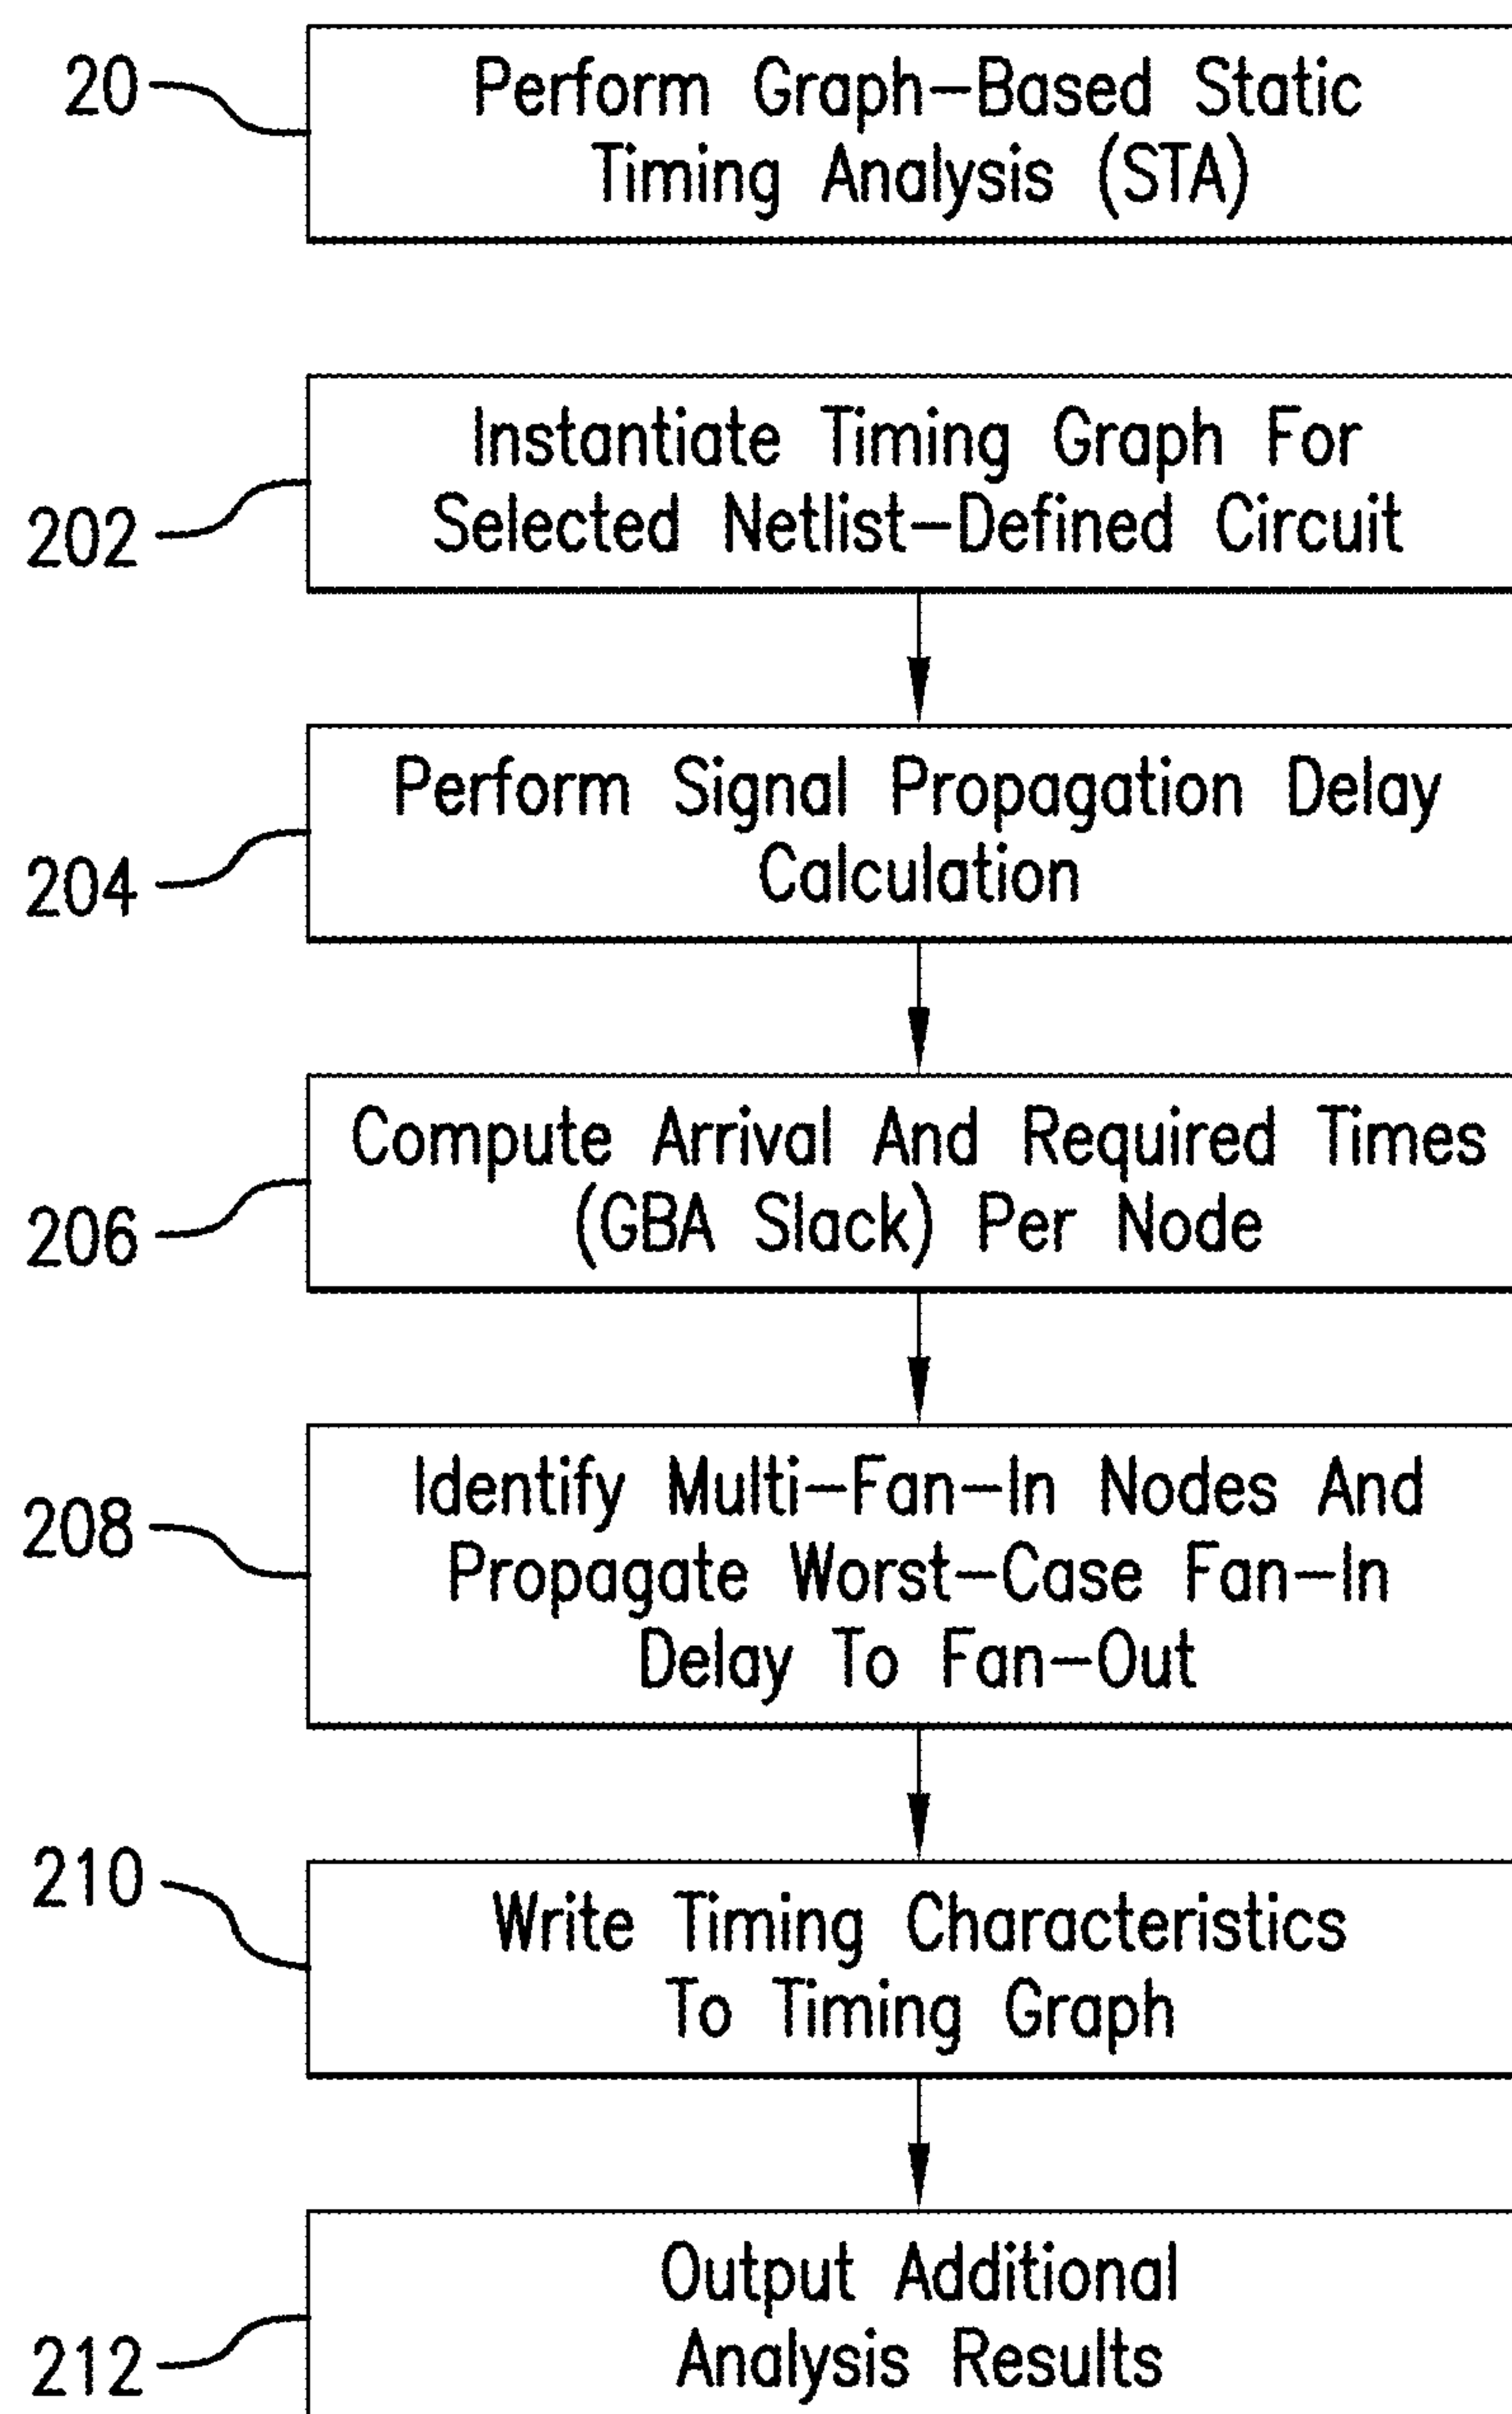 20
Perform Graph-Based Static
Timing Analysis (STA)
202
Instantiate Timing Graph For
Selected Netlist-Defined Circuit
204
Perform Signal Propagation Delay
Calculation
206
Compute Arrival And Required Times
(GBA Slack) Per Node
208
Identify Multi-Fan-In Nodes And
Propagate Worst-Case Fan-In
Delay To Fan-Out
210
Write Timing Characteristics
To Timing Graph
212
Output Additional
Analysis Results